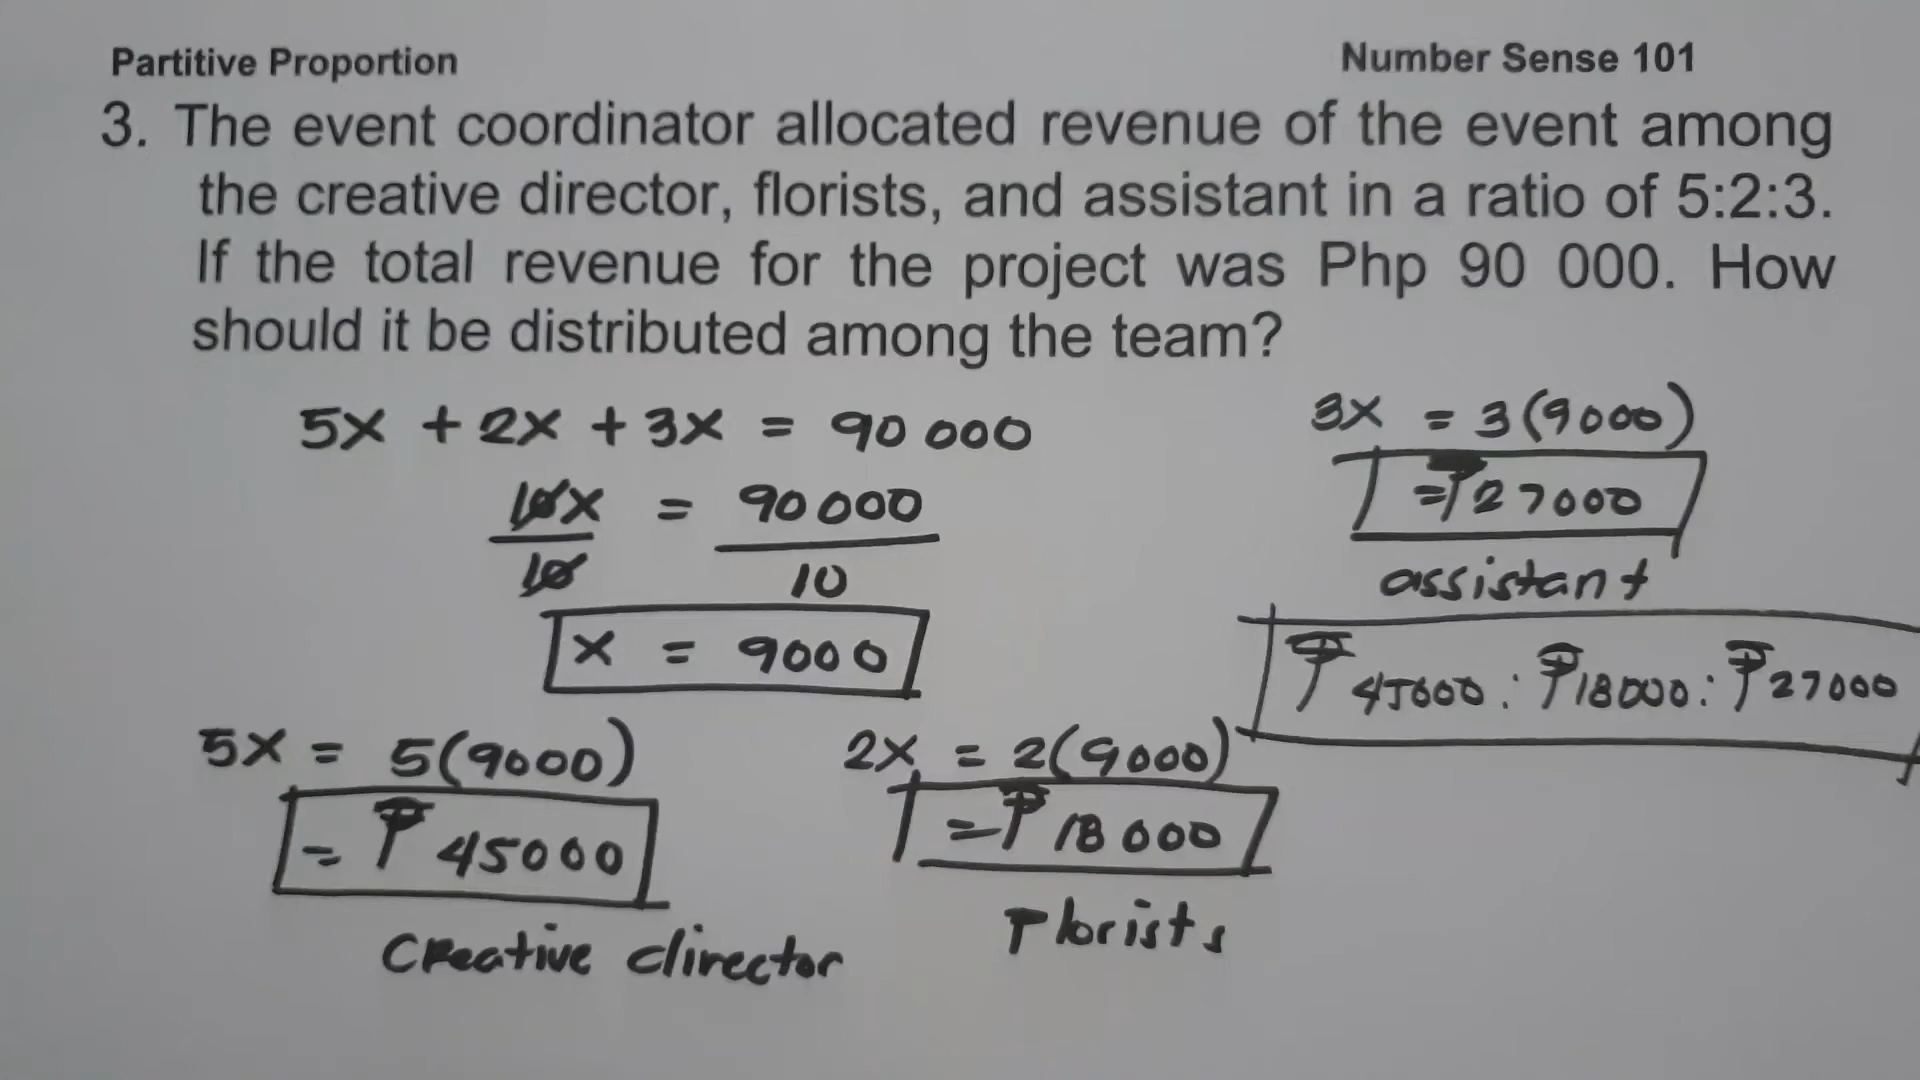 Partitive Proportion
Number Sense 101
3. The event coordinator allocated revenue of the event among
the creative director, florists, and assistant in a ratio of 5:2:3.
If the total revenue for the project was Php 90 000. How
should it be distributed among the team?
5x + 2x + 3x = 90 000
10x = 90 000
10 10
x = 9000
5x = 5(9000)
= ₱ 45000
Creative director
2x = 2(9000)
= ₱ 18 000
Florists
3x = 3(9000)
= ₱ 27000
assistant
₱ 45000 : ₱ 18000 : ₱ 27000